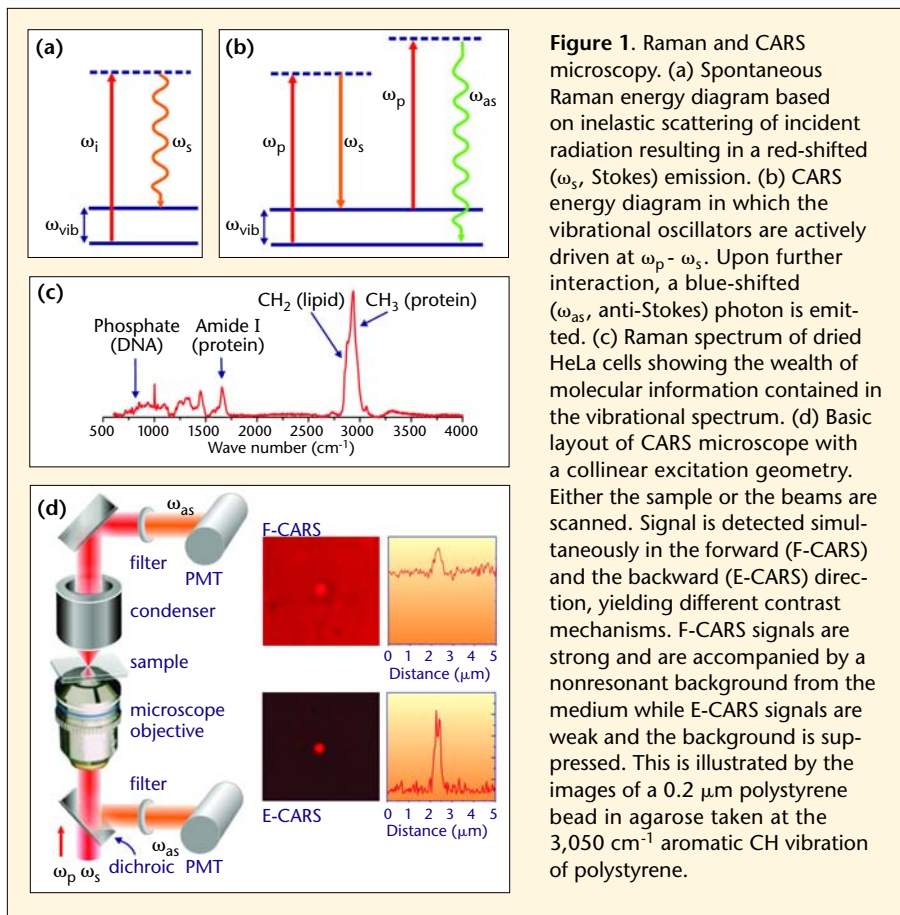 (a)
(b)
ωp
ωas
ωi
ωs
ωp
ωs
ωvib
ωvib
(c)
CH2 (lipid)
CH3 (protein)
Phosphate
(DNA)
Amide I
(protein)
500 1000 1500 2000 2500 3000 3500 4000
Wave number (cm-1)
(d)
ωas
filter
PMT
condenser
sample
microscope
objective
filter
ωas
ωp ωs
dichroic PMT
F-CARS
0 1 2 3 4 5
Distance (μm)
E-CARS
0 1 2 3 4 5
Distance (μm)
Figure 1. Raman and CARS
microscopy. (a) Spontaneous
Raman energy diagram based
on inelastic scattering of incident
radiation resulting in a red-shifted
(ωs, Stokes) emission. (b) CARS
energy diagram in which the
vibrational oscillators are actively
driven at ωp - ωs. Upon further
interaction, a blue-shifted
(ωas, anti-Stokes) photon is emit-
ted. (c) Raman spectrum of dried
HeLa cells showing the wealth of
molecular information contained in
the vibrational spectrum. (d) Basic
layout of CARS microscope with
a collinear excitation geometry.
Either the sample or the beams are
scanned. Signal is detected simul-
taneously in the forward (F-CARS)
and the backward (E-CARS) direc-
tion, yielding different contrast
mechanisms. F-CARS signals are
strong and are accompanied by a
nonresonant background from the
medium while E-CARS signals are
weak and the background is sup-
pressed. This is illustrated by the
images of a 0.2 μm polystyrene
bead in agarose taken at the
3,050 cm-1 aromatic CH vibration
of polystyrene.